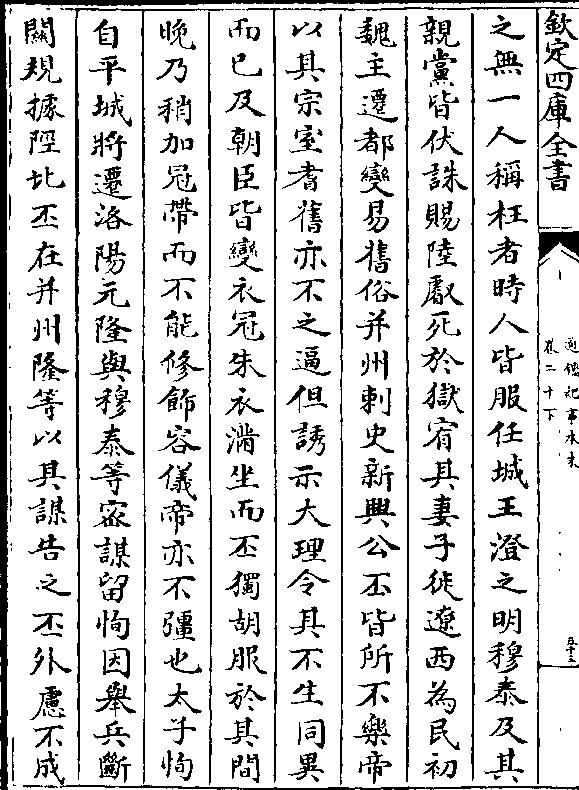 欽定四庫全書
通鑑紀事本末
卷二十下
五十三
之無一人稱枉者時人皆服任城王澄之明穆泰及其
親黨皆伏誅賜陸叡死於獄宥其妻子徙遼西為民初
魏主遷都變易舊俗并州刺史新興公丕皆所不樂帝
以其宗室耆舊亦不之逼但誘示大理令其不生同異
而已及朝臣皆變衣冠朱衣滿坐而丕獨胡服於其間
晚乃稍加冠帶而不能修飾容儀帝亦不彊也太子恂
自平城將遷洛陽元隆與穆泰等密謀留恂因舉兵斷
關規據陘北丕在并州隆等以其謀告之丕外慮不成